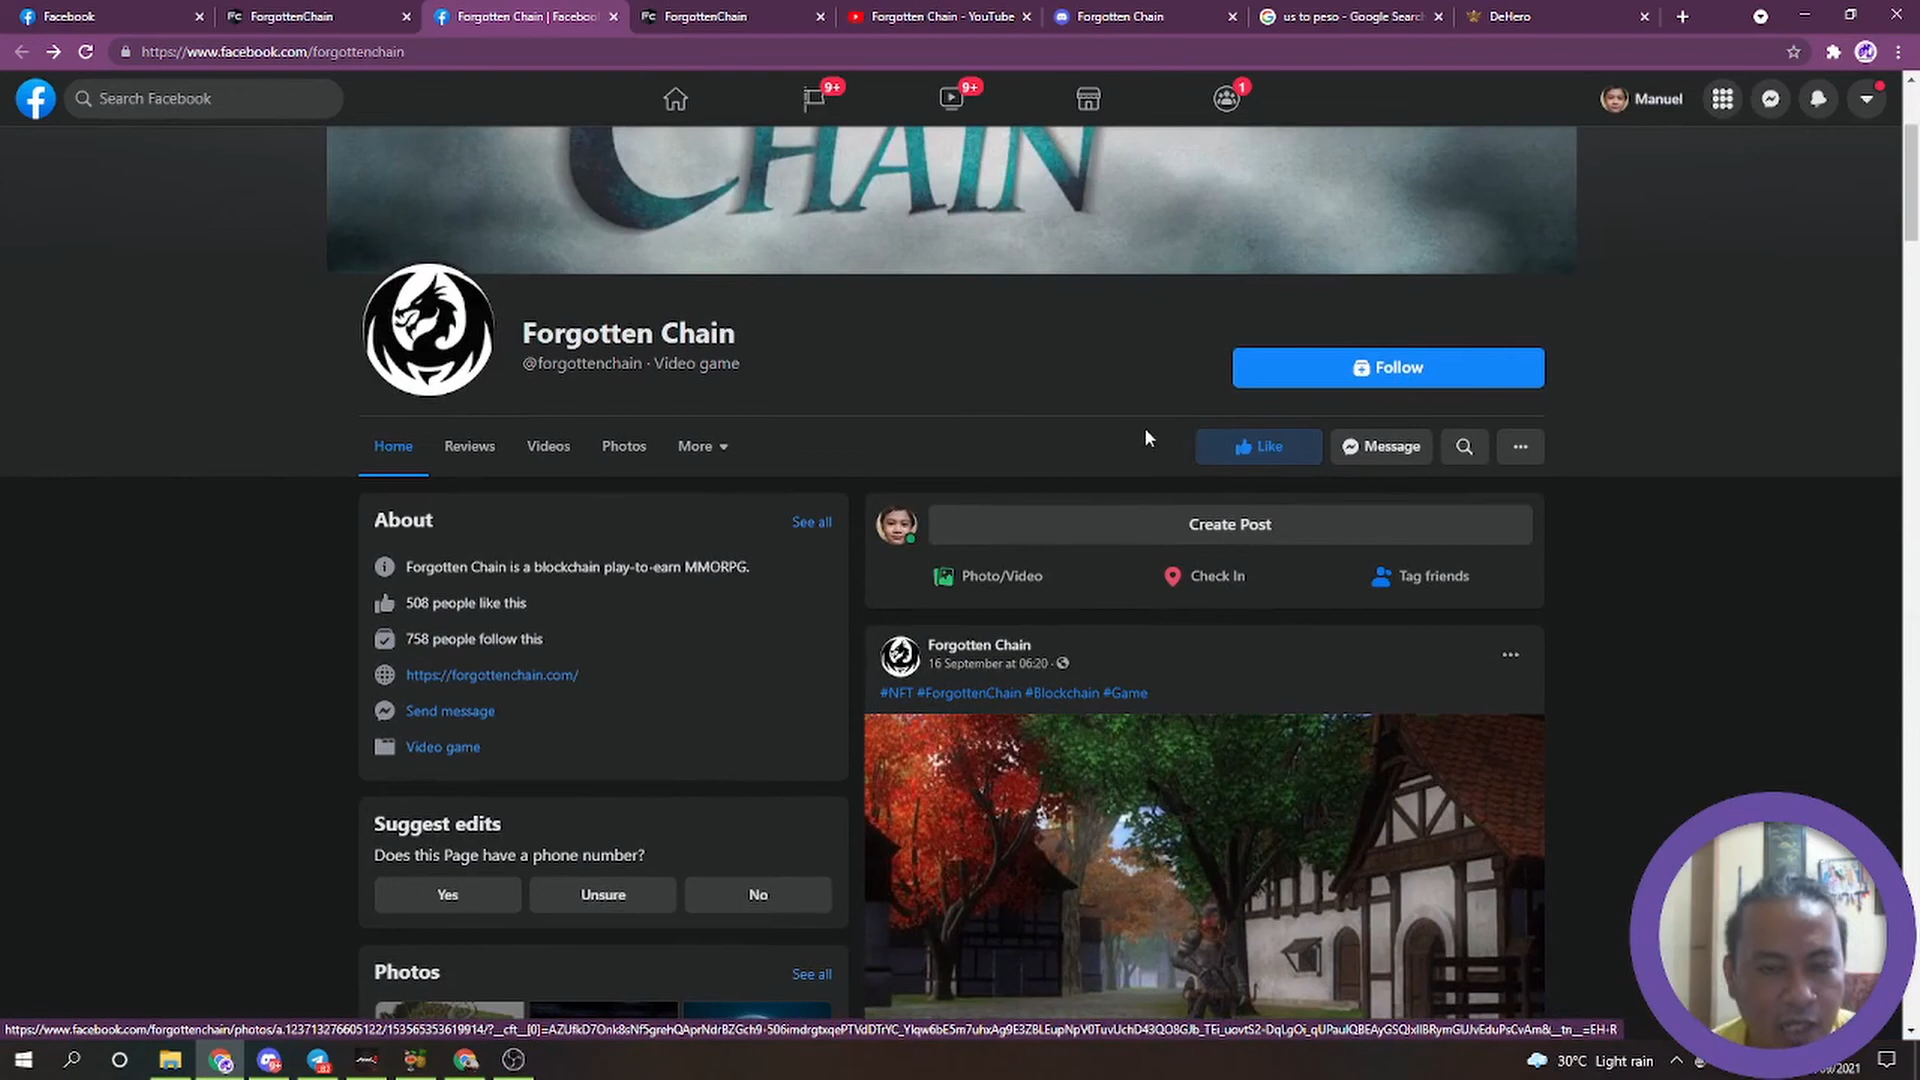 Facebook
ForgottenChain
Forgotten Chain | Faceboo
ForgottenChain
Forgotten Chain - YouTube
Forgotten Chain
us to peso - Google Searc
DeHero
https://www.facebook.com/forgottenchain
Search Facebook
9+
9+
1
Manuel
CHAIN
Forgotten Chain
@forgottenchain · Video game
Follow
Home
Reviews
Videos
Photos
More
Like
Message
About
See all
Forgotten Chain is a blockchain play-to-earn MMORPG.
508 people like this
758 people follow this
https://forgottenchain.com/
Send message
Video game
Create Post
Photo/Video
Check In
Tag friends
Forgotten Chain
16 September at 06:20 ·
#NFT #ForgottenChain #Blockchain #Game
Suggest edits
Does this Page have a phone number?
Yes
Unsure
No
Photos
See all
30°C Light rain